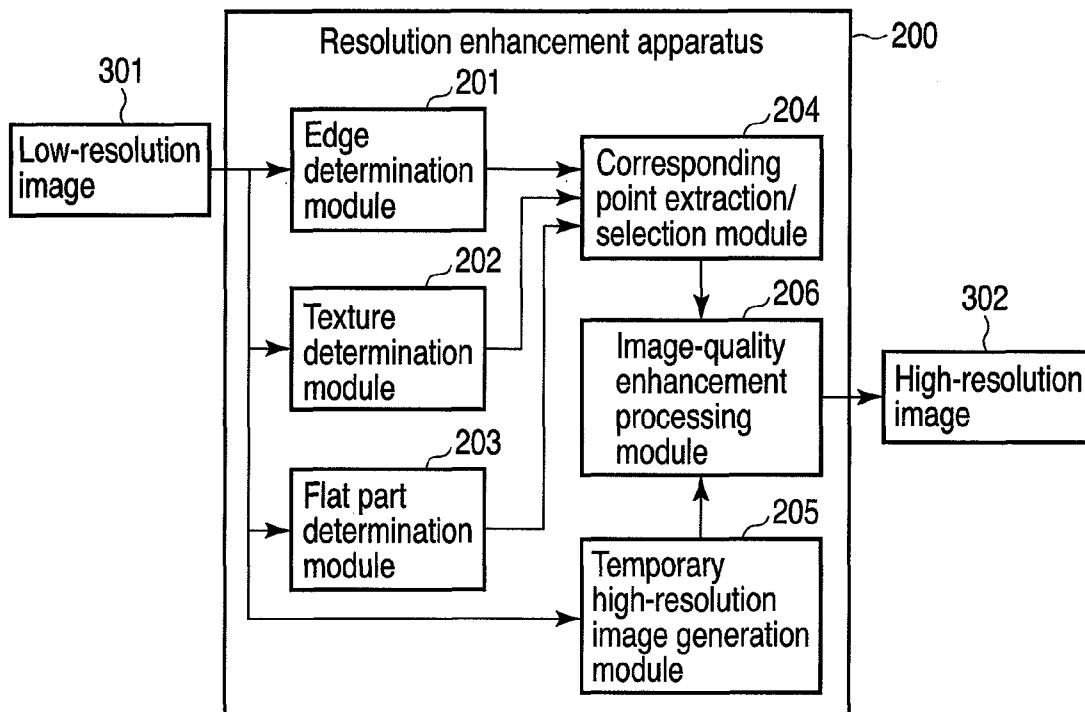 Resolution enhancement apparatus
200
301
Low-resolution
image
201
Edge
determination
module
202
Texture
determination
module
203
Flat part
determination
module
204
Corresponding
point extraction/
selection module
206
Image-quality
enhancement
processing
module
205
Temporary
high-resolution
image generation
module
302
High-resolution
image